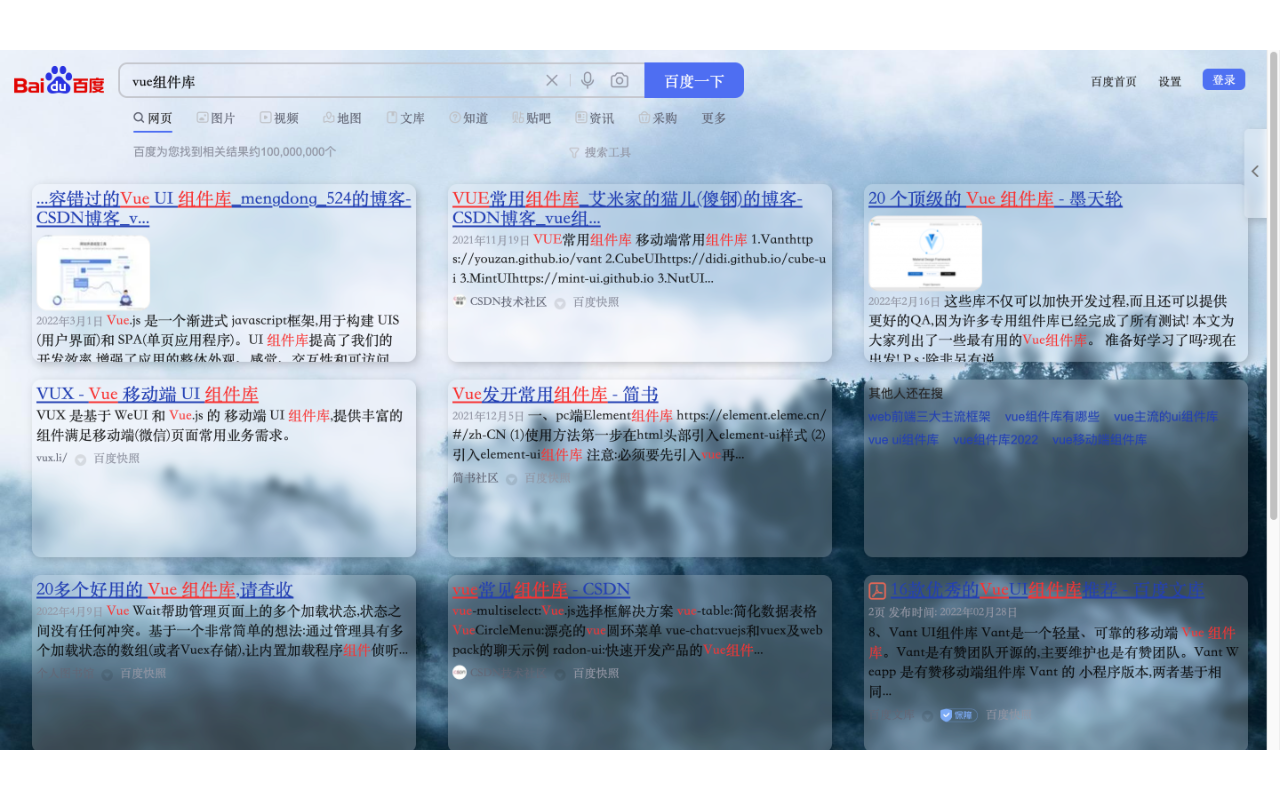 Bai du 百度
vue组件库
百度一下
百度首页 设置 登录
网页 图片 视频 地图 文库 知道 贴吧 资讯 采购 更多
百度为您找到相关结果约100,000,000个
搜索工具
...容错过的Vue UI 组件库_mengdong_524的博客-
CSDN博客_v...
2022年3月1日 Vue.js 是一个渐进式 javascript框架,用于构建 UIS
(用户界面)和 SPA(单页应用程序)。UI 组件库提高了我们的
开发效率,增强了应用的整体外观、感觉、交互性和可访问
VUE常用组件库_艾米家的猫儿(傻钢)的博客-
CSDN博客_vue组...
2021年11月19日 VUE常用组件库 移动端常用组件库 1.Vanthttp
s://youzan.github.io/vant 2.CubeUIhttps://didi.github.io/cube-u
i 3.MintUIhttps://mint-ui.github.io 3.NutUI...
CSDN技术社区 百度快照
20 个顶级的 Vue 组件库 - 墨天轮
2022年2月16日 这些库不仅可以加快开发过程,而且还可以提供
更好的QA,因为许多专用组件库已经完成了所有测试! 本文为
大家列出了一些最有用的Vue组件库。 准备好学习了吗?现在
出发! P.s.:除非另有说
VUX - Vue 移动端 UI 组件库
VUX 是基于 WeUI 和 Vue.js 的 移动端 UI 组件库,提供丰富的
组件满足移动端(微信)页面常用业务需求。
vux.li/ 百度快照
Vue发开常用组件库 - 简书
2021年12月5日 一、pc端Element组件库 https://element.eleme.cn/
#/zh-CN (1)使用方法第一步在html头部引入element-ui样式 (2)
引入element-ui组件库 注意:必须要先引入vue再...
简书社区 百度快照
其他人还在搜
web前端三大主流框架 vue组件库有哪些 vue主流的ui组件库
vue ui组件库 vue组件库2022 vue移动端组件库
20多个好用的 Vue 组件库,请查收
2022年4月9日 Vue Wait帮助管理页面上的多个加载状态,状态之
间没有任何冲突。基于一个非常简单的想法:通过管理具有多
个加载状态的数组(或者Vuex存储),让内置加载程序组件侦听...
百度快照
vue常见组件库 - CSDN
vue-multiselect:Vue.js选择框解决方案 vue-table:简化数据表格
VueCircleMenu:漂亮的vue圆环菜单 vue-chat:vuejs和vuex及web
pack的聊天示例 radon-ui:快速开发产品的Vue组件...
CSDN技术社区 百度快照
16款优秀的VueUI组件库推荐 - 百度文库
2页 发布时间: 2022年02月28日
8、Vant UI组件库 Vant是一个轻量、可靠的移动端 Vue 组件
库。Vant是有赞团队开源的,主要维护也是有赞团队。Vant W
eapp 是有赞移动端组件库 Vant 的 小程序版本,两者基于相
同...
保障 百度快照